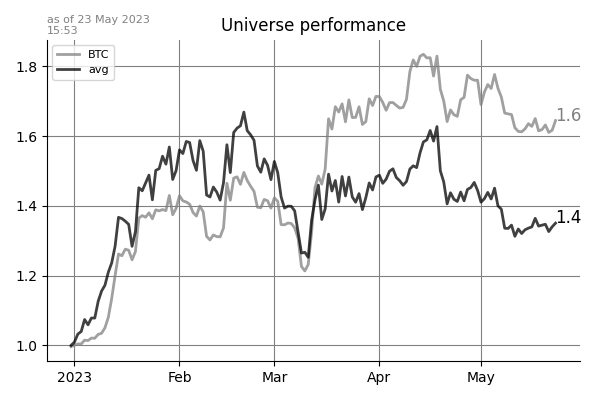 as of 23 May 2023
15:53
Universe performance
BTC
avg
1.8
1.6
1.4
1.2
1.0
1.6
1.4
2023
Feb
Mar
Apr
May